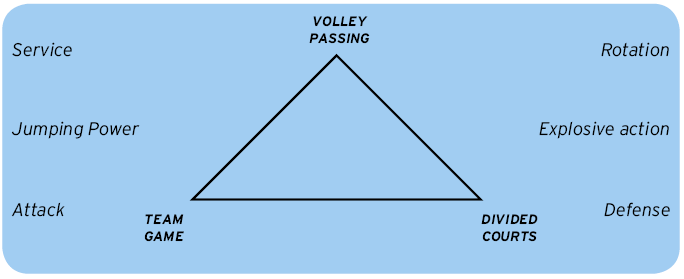 VOLLEY
PASSING
Service
Rotation
Jumping Power
Explosive action
Attack
Defense
TEAM
GAME
DIVIDED
COURTS